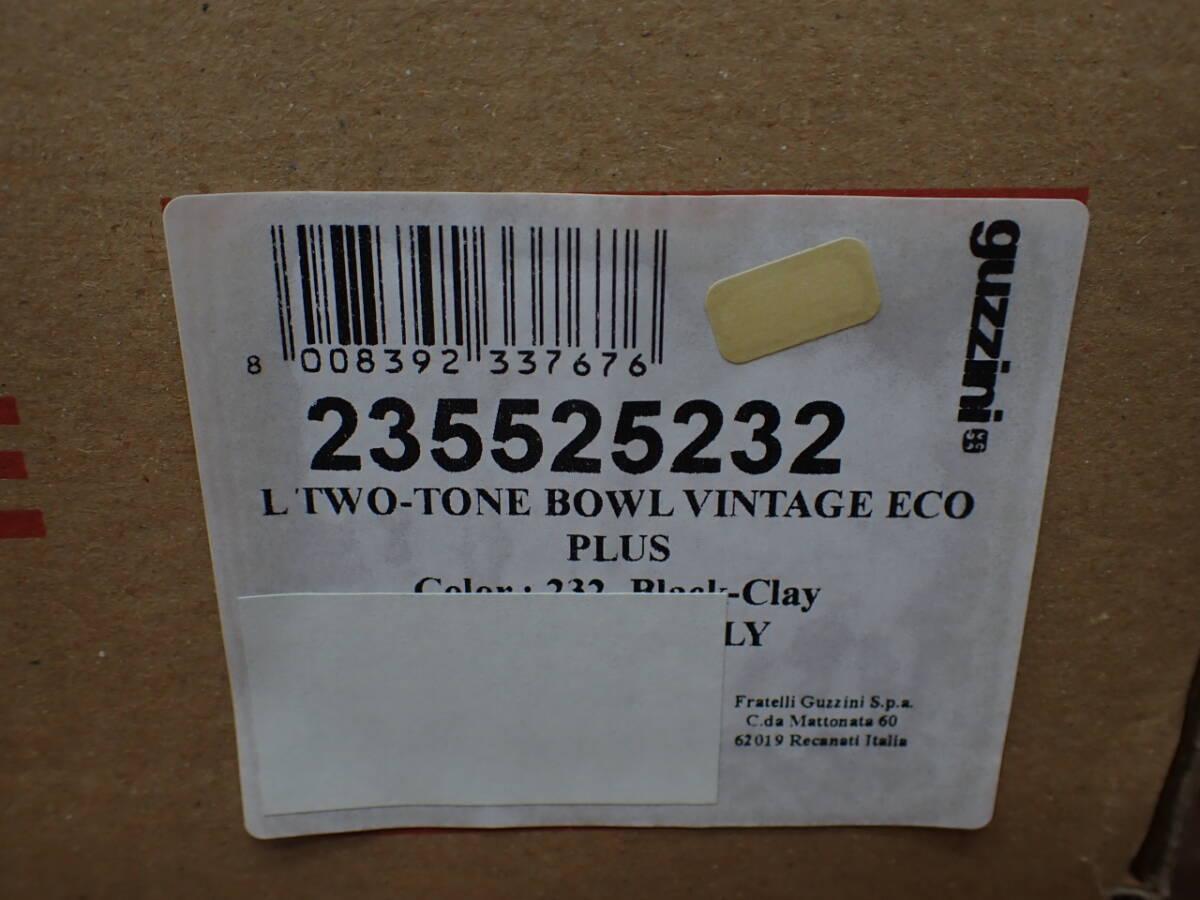 8 008392 337676
guzzini
235525232
L TWO-TONE BOWL VINTAGE ECO
PLUS
Color : 232 Black-Clay
LY
Fratelli Guzzini S.p.a.
C.da Mattonata 60
62019 Recanati Italia